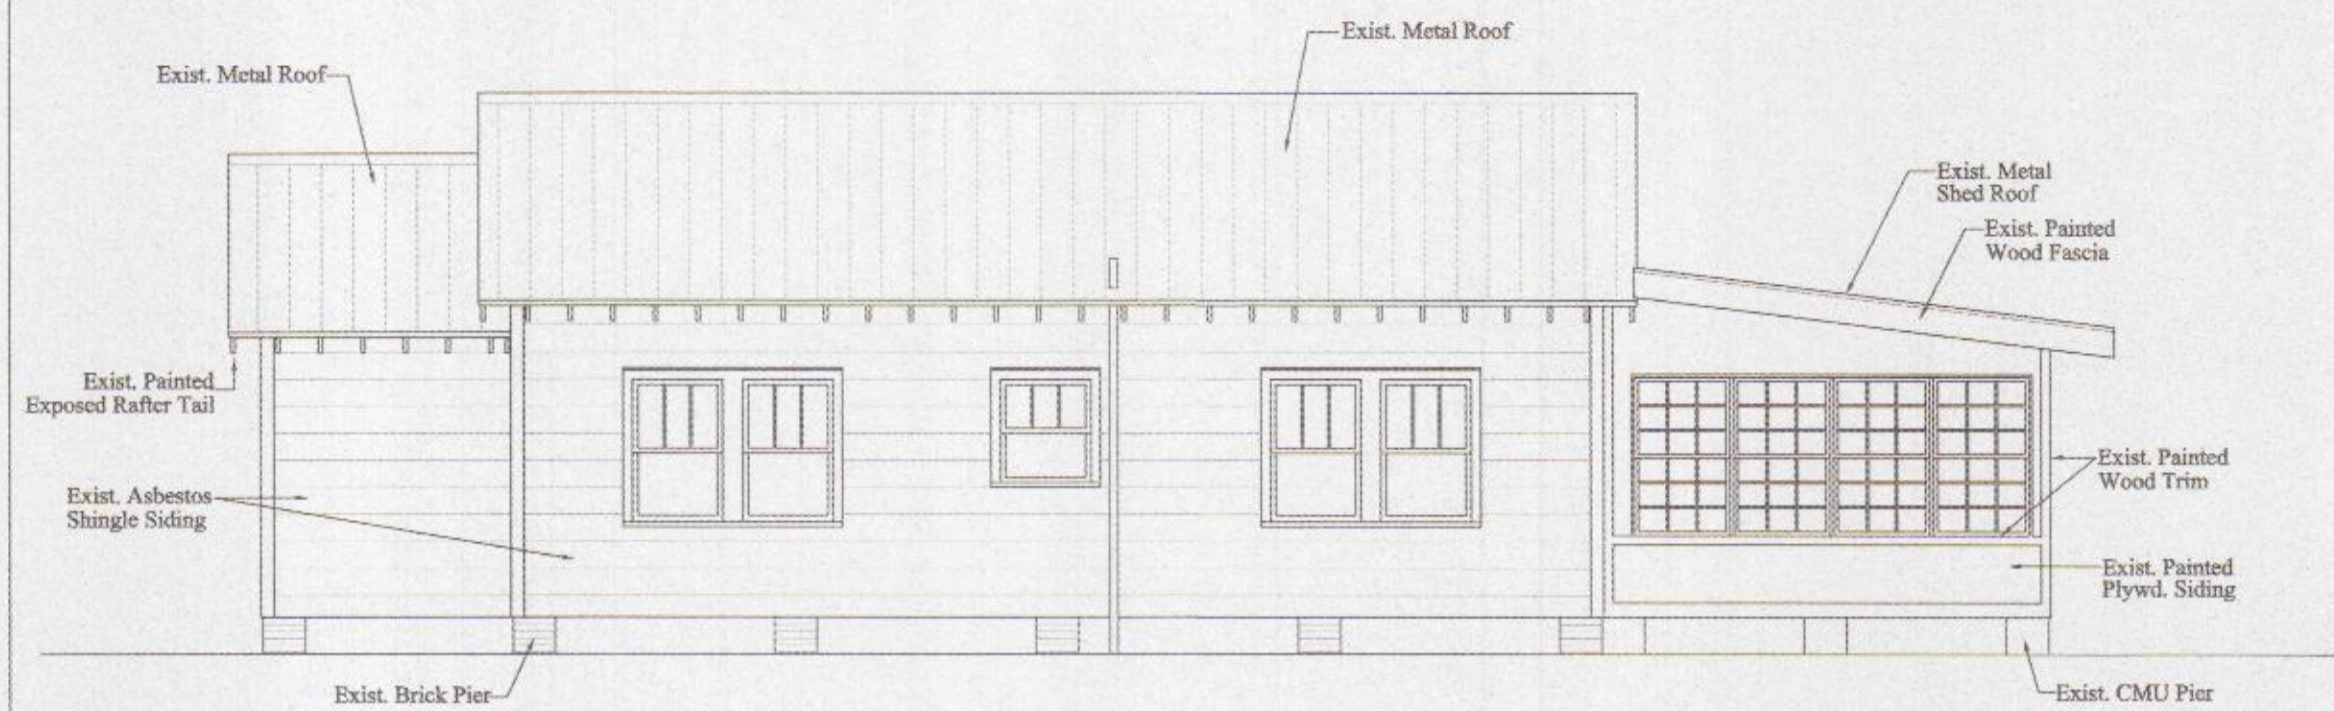 Exist. Metal Roof
Exist. Metal Roof
Exist. Metal
Shed Roof
Exist. Painted
Wood Fascia
Exist. Painted
Exposed Rafter Tail
Exist. Painted
Wood Trim
Exist. Asbestos
Shingle Siding
Exist. Painted
Plywd. Siding
Exist. Brick Pier
Exist. CMU Pier